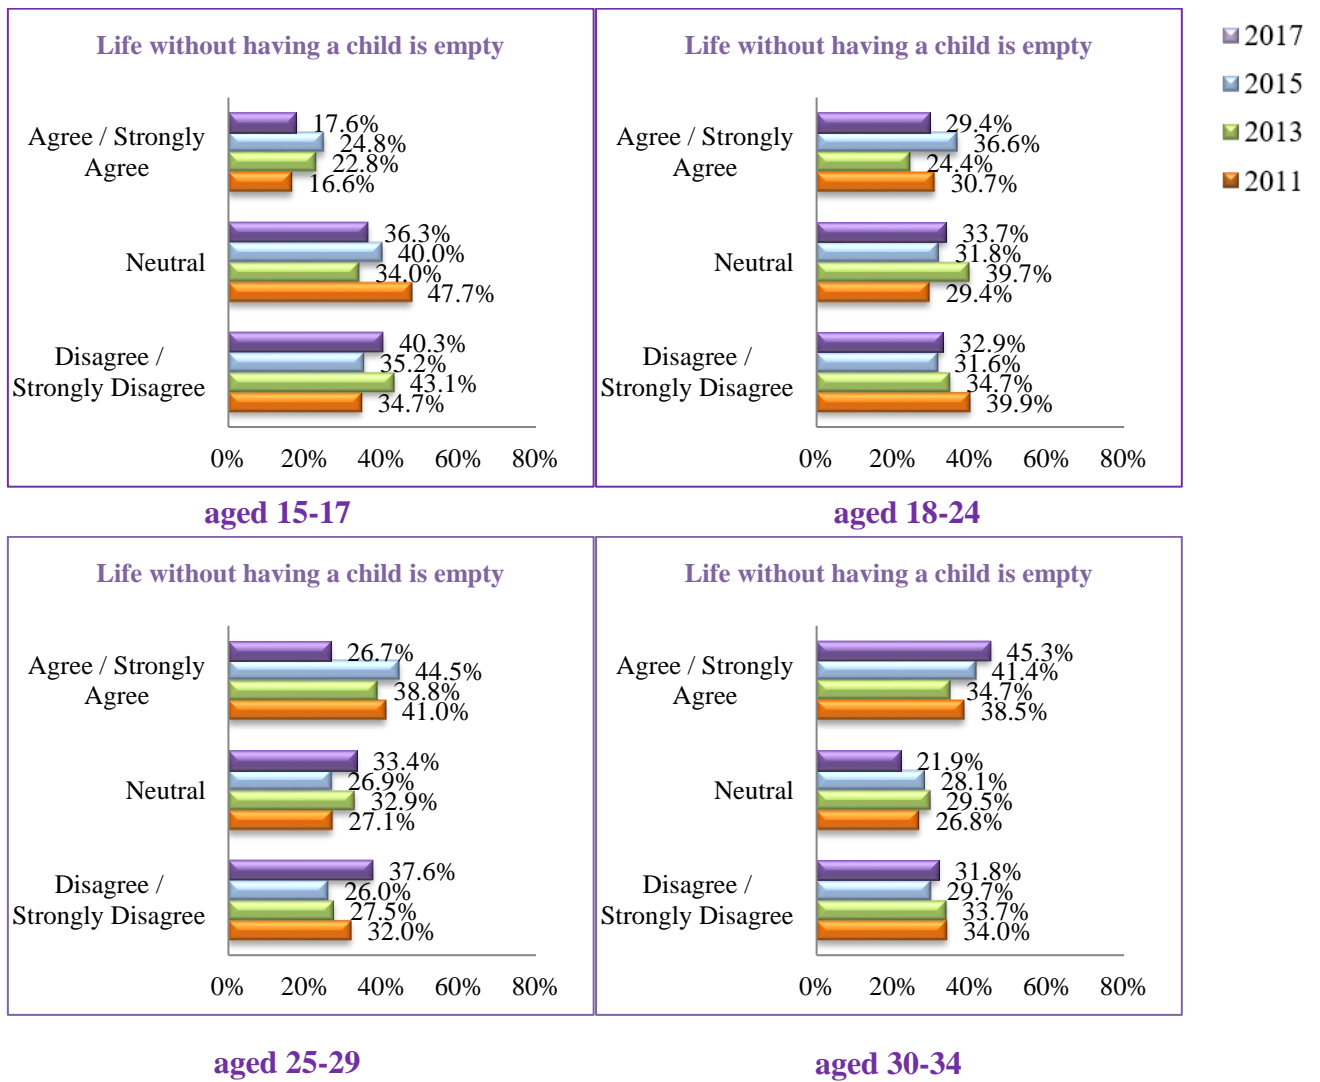 Life without having a child is empty
Agree / Strongly
Agree
17.6%
24.8%
22.8%
16.6%
Neutral
36.3%
40.0%
34.0%
47.7%
Disagree /
Strongly Disagree
40.3%
35.2%
43.1%
34.7%
0% 20% 40% 60% 80%
aged 15-17
Life without having a child is empty
Agree / Strongly
Agree
29.4%
36.6%
24.4%
30.7%
Neutral
33.7%
31.8%
39.7%
29.4%
Disagree /
Strongly Disagree
32.9%
31.6%
34.7%
39.9%
0% 20% 40% 60% 80%
aged 18-24
2017
2015
2013
2011
Life without having a child is empty
Agree / Strongly
Agree
26.7%
44.5%
38.8%
41.0%
Neutral
33.4%
26.9%
32.9%
27.1%
Disagree /
Strongly Disagree
37.6%
26.0%
27.5%
32.0%
0% 20% 40% 60% 80%
aged 25-29
Life without having a child is empty
Agree / Strongly
Agree
45.3%
41.4%
34.7%
38.5%
Neutral
21.9%
28.1%
29.5%
26.8%
Disagree /
Strongly Disagree
31.8%
29.7%
33.7%
34.0%
0% 20% 40% 60% 80%
aged 30-34